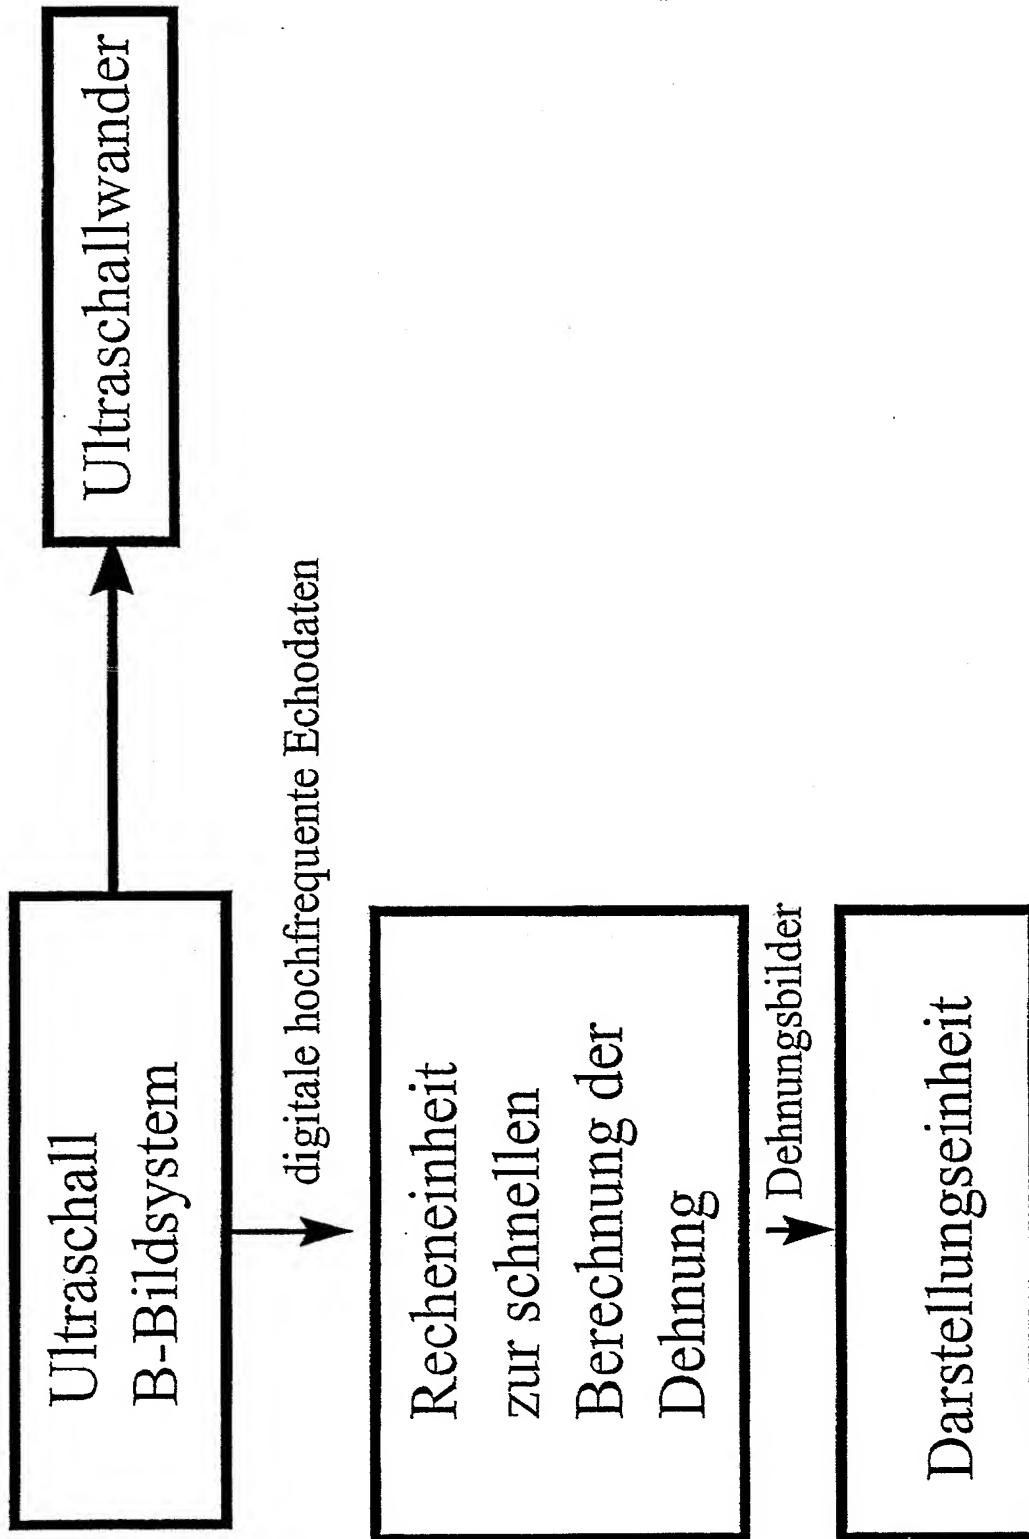 Ultraschall
B-Bildsystem
Ultraschallwander
digitale hochfrequente Echodaten
Recheneinheit
zur schnellen
Berechnung der
Dehnung
Dehnungsbilder
Darstellungseinheit